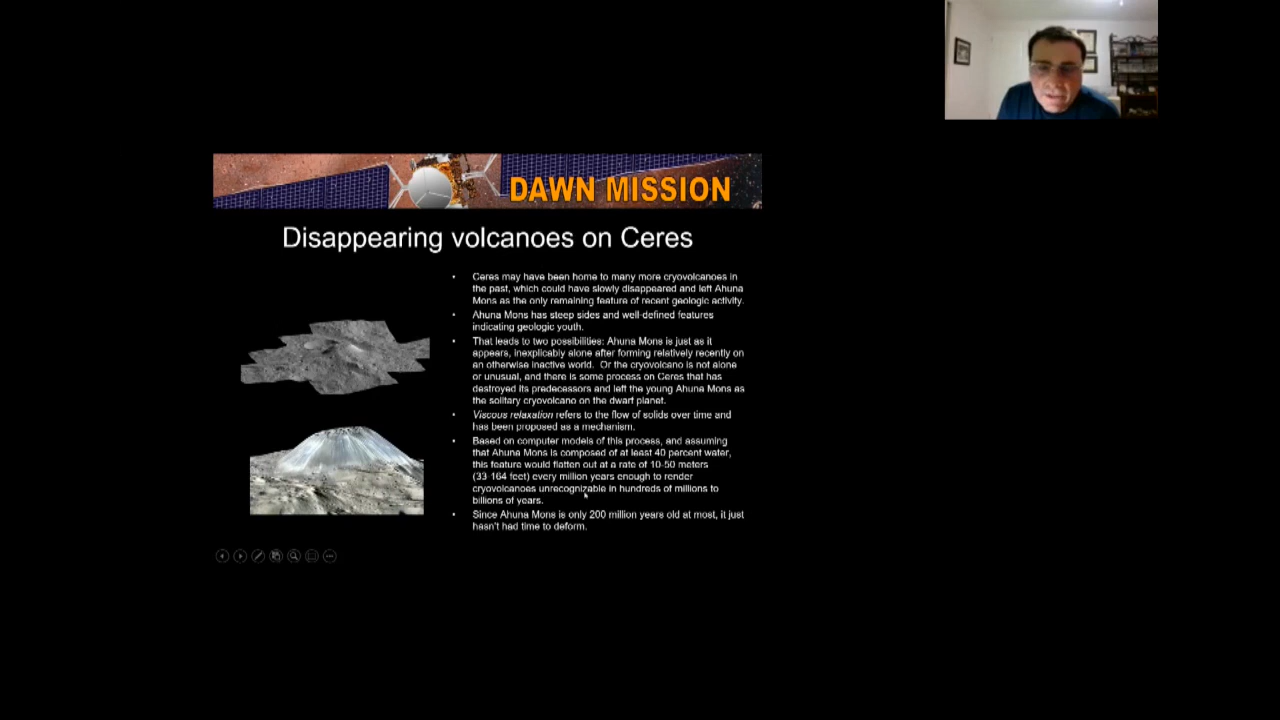 DAWN MISSION
Disappearing volcanoes on Ceres
• Ceres may have been home to many more cryovolcanoes in
the past, which could have slowly disappeared and left Ahuna
Mons as the only remaining feature of recent geologic activity.
• Ahuna Mons has steep sides and well-defined features
indicating geologic youth.
• That leads to two possibilities: Ahuna Mons is just as it
appears, inexplicably alone after forming relatively recently on
an otherwise inactive world. Or the cryovolcano is not alone
or unusual, and there is some process on Ceres that has
destroyed its predecessors and left the young Ahuna Mons as
the solitary cryovolcano on the dwarf planet.
• Viscous relaxation refers to the flow of solids over time and
has been proposed as a mechanism.
• Based on computer models of this process, and assuming
that Ahuna Mons is composed of at least 40 percent water,
this feature would flatten out at a rate of 10-50 meters
(33-164 feet) every million years enough to render
cryovolcanoes unrecognizable in hundreds of millions to
billions of years.
• Since Ahuna Mons is only 200 million years old at most, it just
hasn't had time to deform.